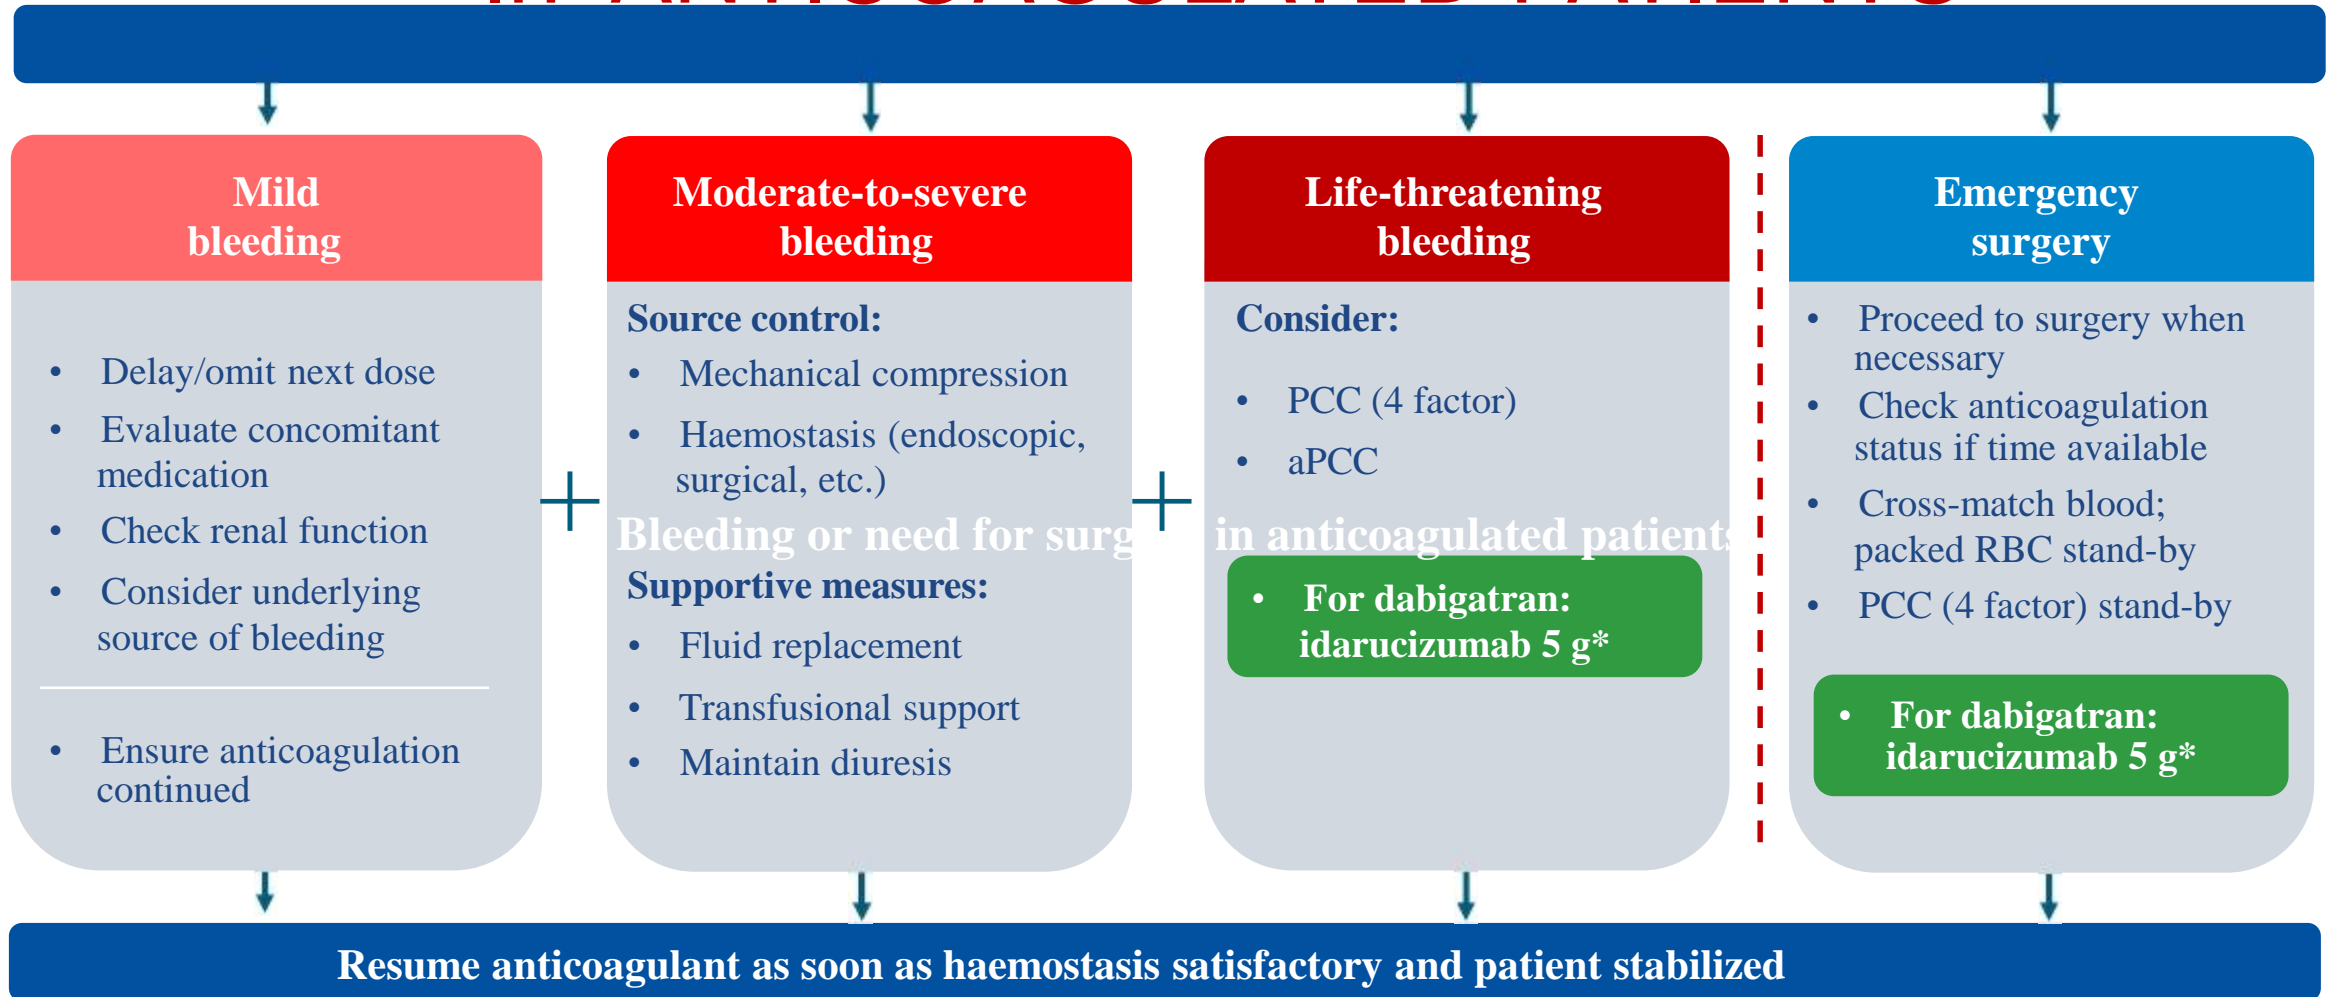 IN ANTICOAGULATED PATIENTS
Mild
bleeding
• Delay/omit next dose
• Evaluate concomitant
medication
• Check renal function
• Consider underlying
source of bleeding
• Ensure anticoagulation
continued
Moderate-to-severe
bleeding
Source control:
• Mechanical compression
• Haemostasis (endoscopic,
surgical, etc.)
Bleeding or need for surg in anticoagulated patients
Supportive measures:
• Fluid replacement
• Transfusional support
• Maintain diuresis
Life-threatening
bleeding
Consider:
• PCC (4 factor)
• aPCC
• For dabigatran:
idarucizumab 5 g*
Emergency
surgery
• Proceed to surgery when
necessary
• Check anticoagulation
status if time available
• Cross-match blood;
packed RBC stand-by
• PCC (4 factor) stand-by
• For dabigatran:
idarucizumab 5 g*
Resume anticoagulant as soon as haemostasis satisfactory and patient stabilized